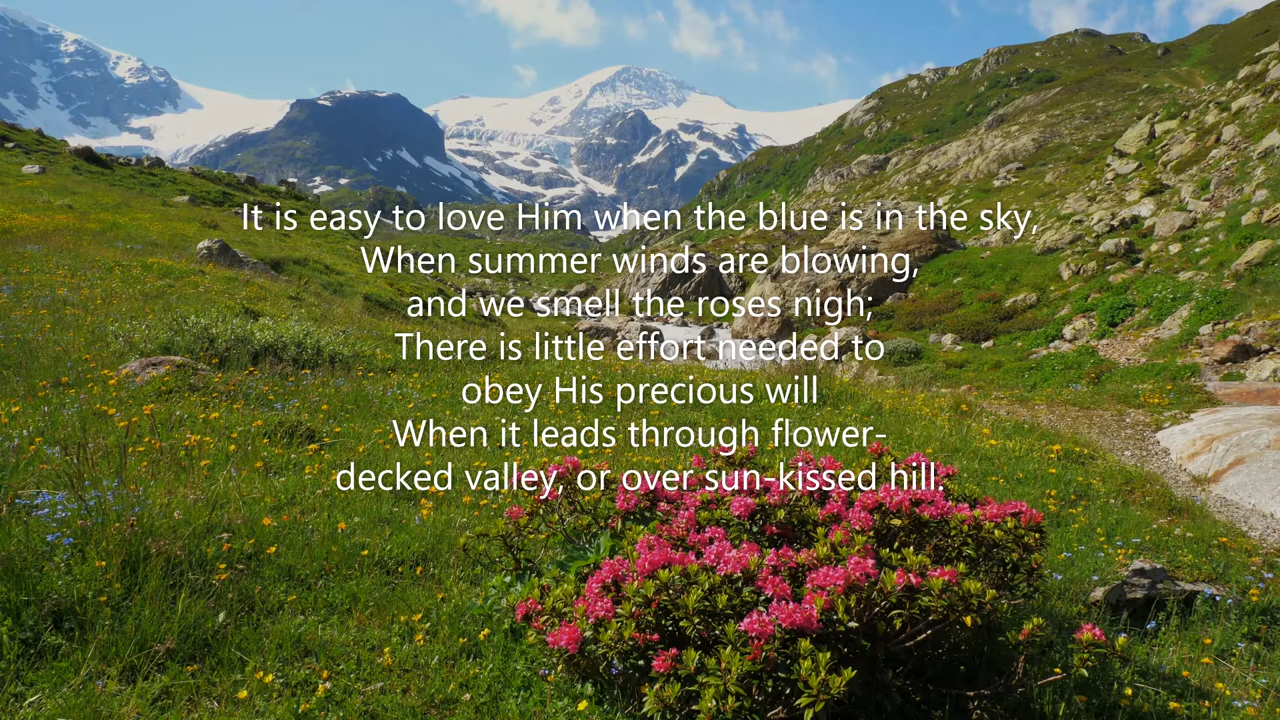 It is easy to love Him when the blue is in the sky,
When summer winds are blowing,
and we smell the roses nigh;
There is little effort needed to
obey His precious will
When it leads through flower-
decked valley, or over sun-kissed hill.